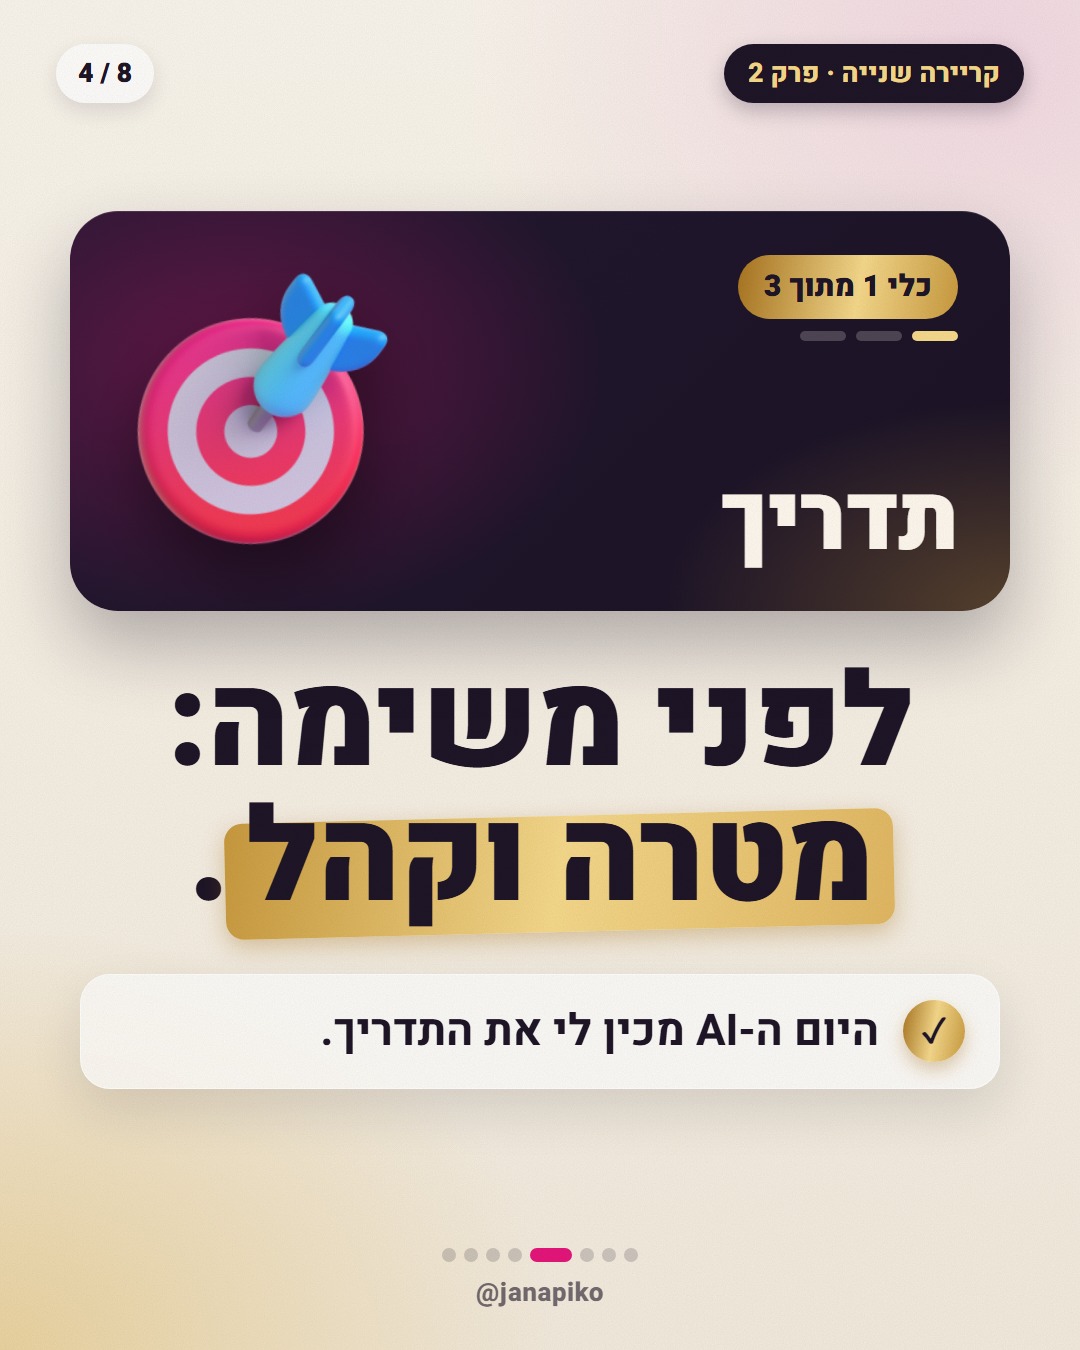 קריירה שנייה · פרק 2
4 / 8
כלי 1 מתוך 3
תדריך
לפני משימה:
מטרה וקהל.
היום ה-AI מכין לי את התדריך.
@janapiko